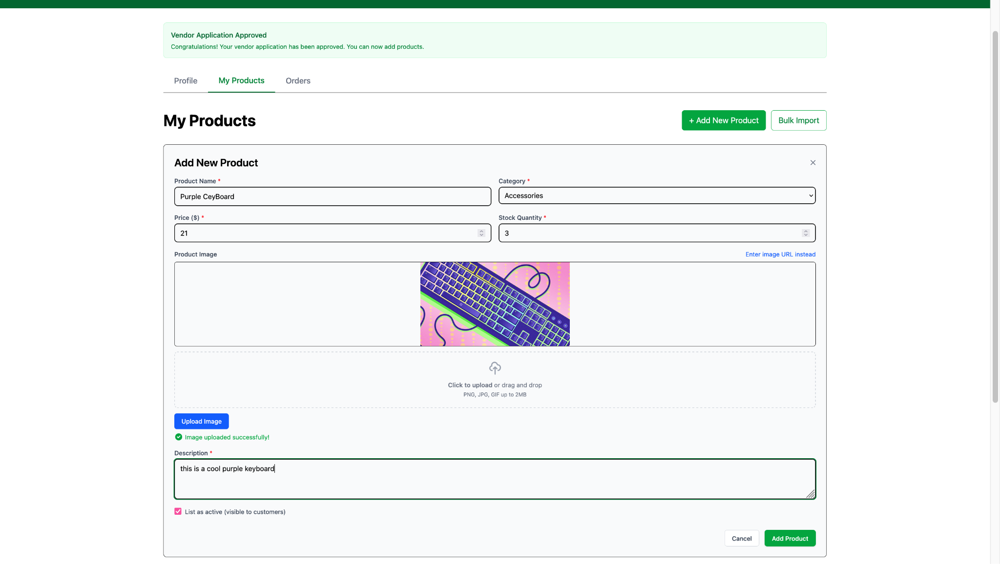 Vendor Application Approved
Congratulations! Your vendor application has been approved. You can now add products.
Profile My Products Orders
My Products + Add New Product Bulk Import
Add New Product
Product Name * Category *
Purple CeyBoard Accessories
Price ($) * Stock Quantity *
21 3
Product Image Enter image URL instead
Click to upload or drag and drop
PNG, JPG, GIF up to 2MB
Upload Image
Image uploaded successfully!
Description *
this is a cool purple keyboard
List as active (visible to customers)
Cancel Add Product